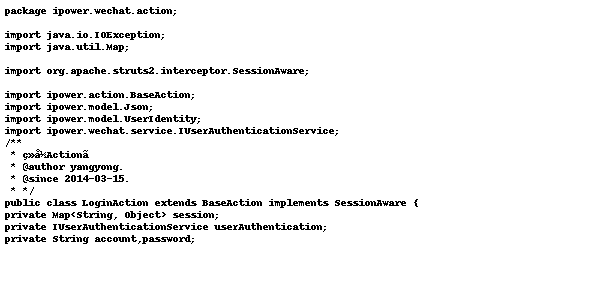 package ipower.wechat.action;
import java.io.IOException;
import java.util.Map;
import org.apache.struts2.interceptor.SessionAware;
import ipower.action.BaseAction;
import ipower.model.Json;
import ipower.model.UserIdentity;
import ipower.wechat.service.IUserAuthenticationService;
/**
* Action
* @author yangyong.
* @since 2014-03-15.
* */
public class LoginAction extends BaseAction implements SessionAware {
private Map<String, Object> session;
private IUserAuthenticationService userAuthentication;
private String account,password;